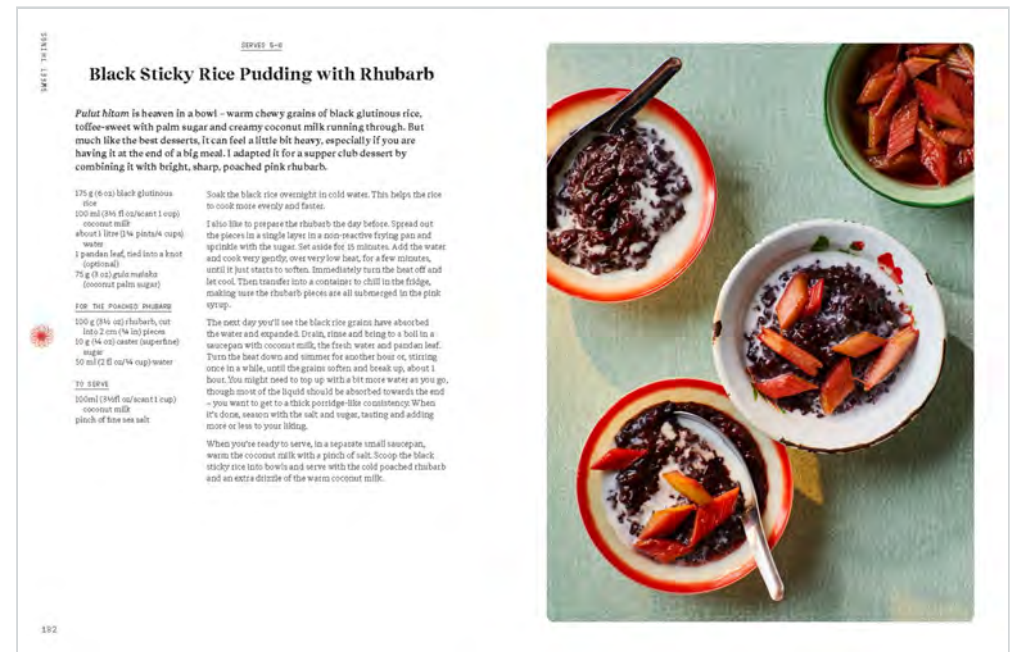 SWEET THINGS
SERVES 5–6
Black Sticky Rice Pudding with Rhubarb
Pulut hitam is heaven in a bowl – warm chewy grains of black glutinous rice,
toffee-sweet with palm sugar and creamy coconut milk running through. But
much like the best desserts, it can feel a little bit heavy, especially if you are
having it at the end of a big meal. I adapted it for a supper club dessert by
combining it with bright, sharp, poached pink rhubarb.
175 g (6 oz) black glutinous
rice
100 ml (3½ fl oz/scant ½ cup)
coconut milk
about 1 litre (1¾ pints/4 cups)
water
1 pandan leaf, tied into a knot
(optional)
75 g (3 oz) gula melaka
(coconut palm sugar)
FOR THE POACHED RHUBARB
100 g (3½ oz) rhubarb, cut
into 2 cm (¾ in) pieces
10 g (¼ oz) caster (superfine)
sugar
50 ml (2 fl oz/¼ cup) water
TO SERVE
100ml (3½fl oz/scant ½ cup)
coconut milk
pinch of fine sea salt
Soak the black rice overnight in cold water. This helps the rice
to cook more evenly and faster.
I also like to prepare the rhubarb the day before. Spread out
the pieces in a single layer in a non-reactive frying pan and
sprinkle with the sugar. Set aside for 15 minutes. Add the water
and cook very gently, over very low heat, for a few minutes,
until it just starts to soften. Immediately turn the heat off and
let cool. Then transfer into a container to chill in the fridge,
making sure the rhubarb pieces are all submerged in the pink
syrup.
The next day you'll see the black rice grains have absorbed
the water and expanded. Drain, rinse and bring to a boil in a
saucepan with coconut milk, the fresh water and pandan leaf.
Turn the heat down and simmer for another hour or, stirring
once in a while, until the grains soften and break up, about 1
hour. You might need to top up with a bit more water as you go,
though most of the liquid should be absorbed towards the end
– you want to get to a thick porridge-like consistency. When
it's done, season with the salt and sugar, tasting and adding
more or less to your liking.
When you're ready to serve, in a separate small saucepan,
warm the coconut milk with a pinch of salt. Scoop the black
sticky rice into bowls and serve with the cold poached rhubarb
and an extra drizzle of the warm coconut milk.
192